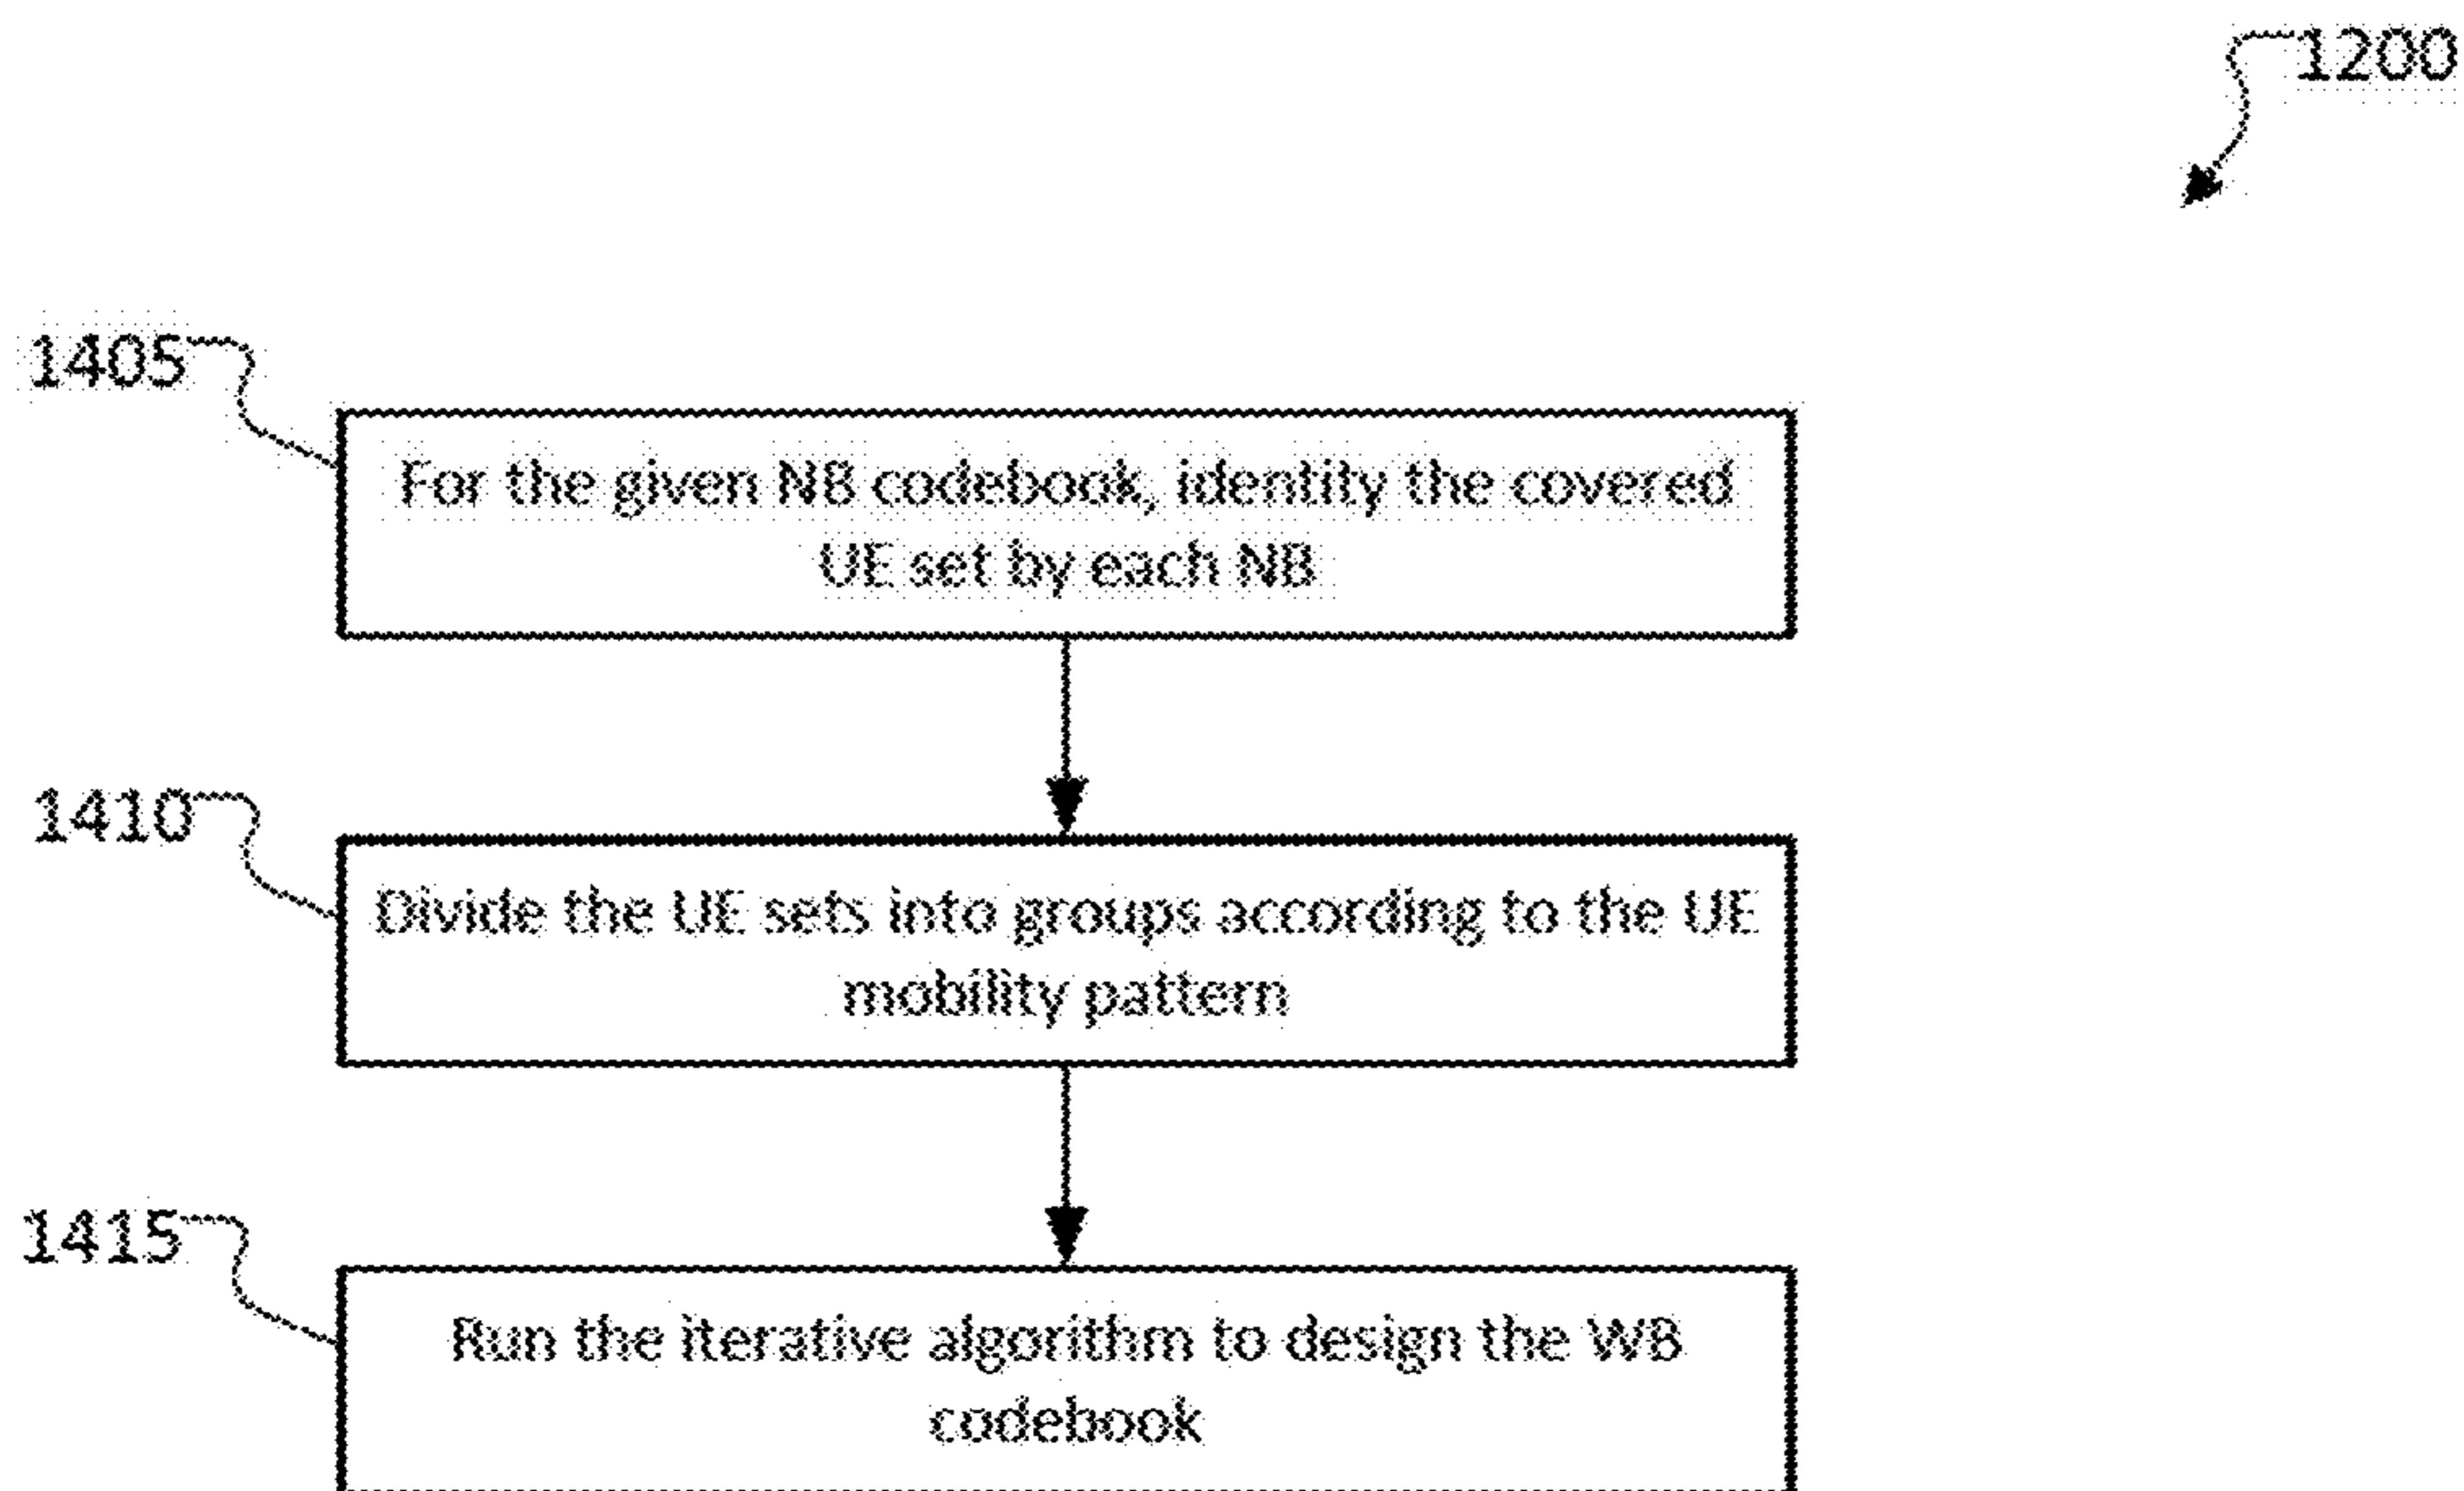 1200
1405
For the given NB codebook, identify the covered
UE set by each NB
1410
Divide the UE sets into groups according to the UE
mobility pattern
1415
Run the iterative algorithm to design the WB
codebook